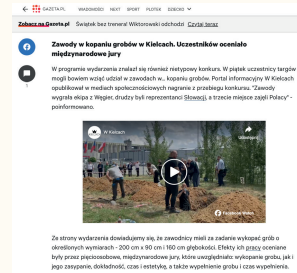 GAZETA.PL WIADOMOŚCI NEXT SPORT PLOTEK DZIECKO
Zobacz na Gazeta.pl Świątek bez trenera! Wiktorowski odchodzi Czytaj teraz
Zawody w kopaniu grobów w Kielcach. Uczestników oceniało
międzynarodowe jury
W programie wydarzenia znalazł się również nietypowy konkurs. W piątek uczestnicy targów
mogli bowiem wziąć udział w zawodach w... kopaniu grobów. Portal informacyjny W Kielcach
opublikował w mediach społecznościowych nagranie z przebiegu konkursu. "Zawody
wygrała ekipa z Węgier, drudzy byli reprezentanci Słowacji, a trzecie miejsce zajęli Polacy" -
poinformowano.
W Kielcach
Udostępnij
Facebook Watch
Ze strony wydarzenia dowiadujemy się, że zawodnicy mieli za zadanie wykopać grób o
określonych wymiarach - 200 cm x 90 cm i 160 cm głębokości. Efekty ich pracy oceniane
były przez pięcioosobowe, międzynarodowe jury, które uwzględniało: wykopanie grobu, jak i
jego zasypanie, dokładność, czas i estetykę, a także wypełnienie grobu i czas wypełnienia.